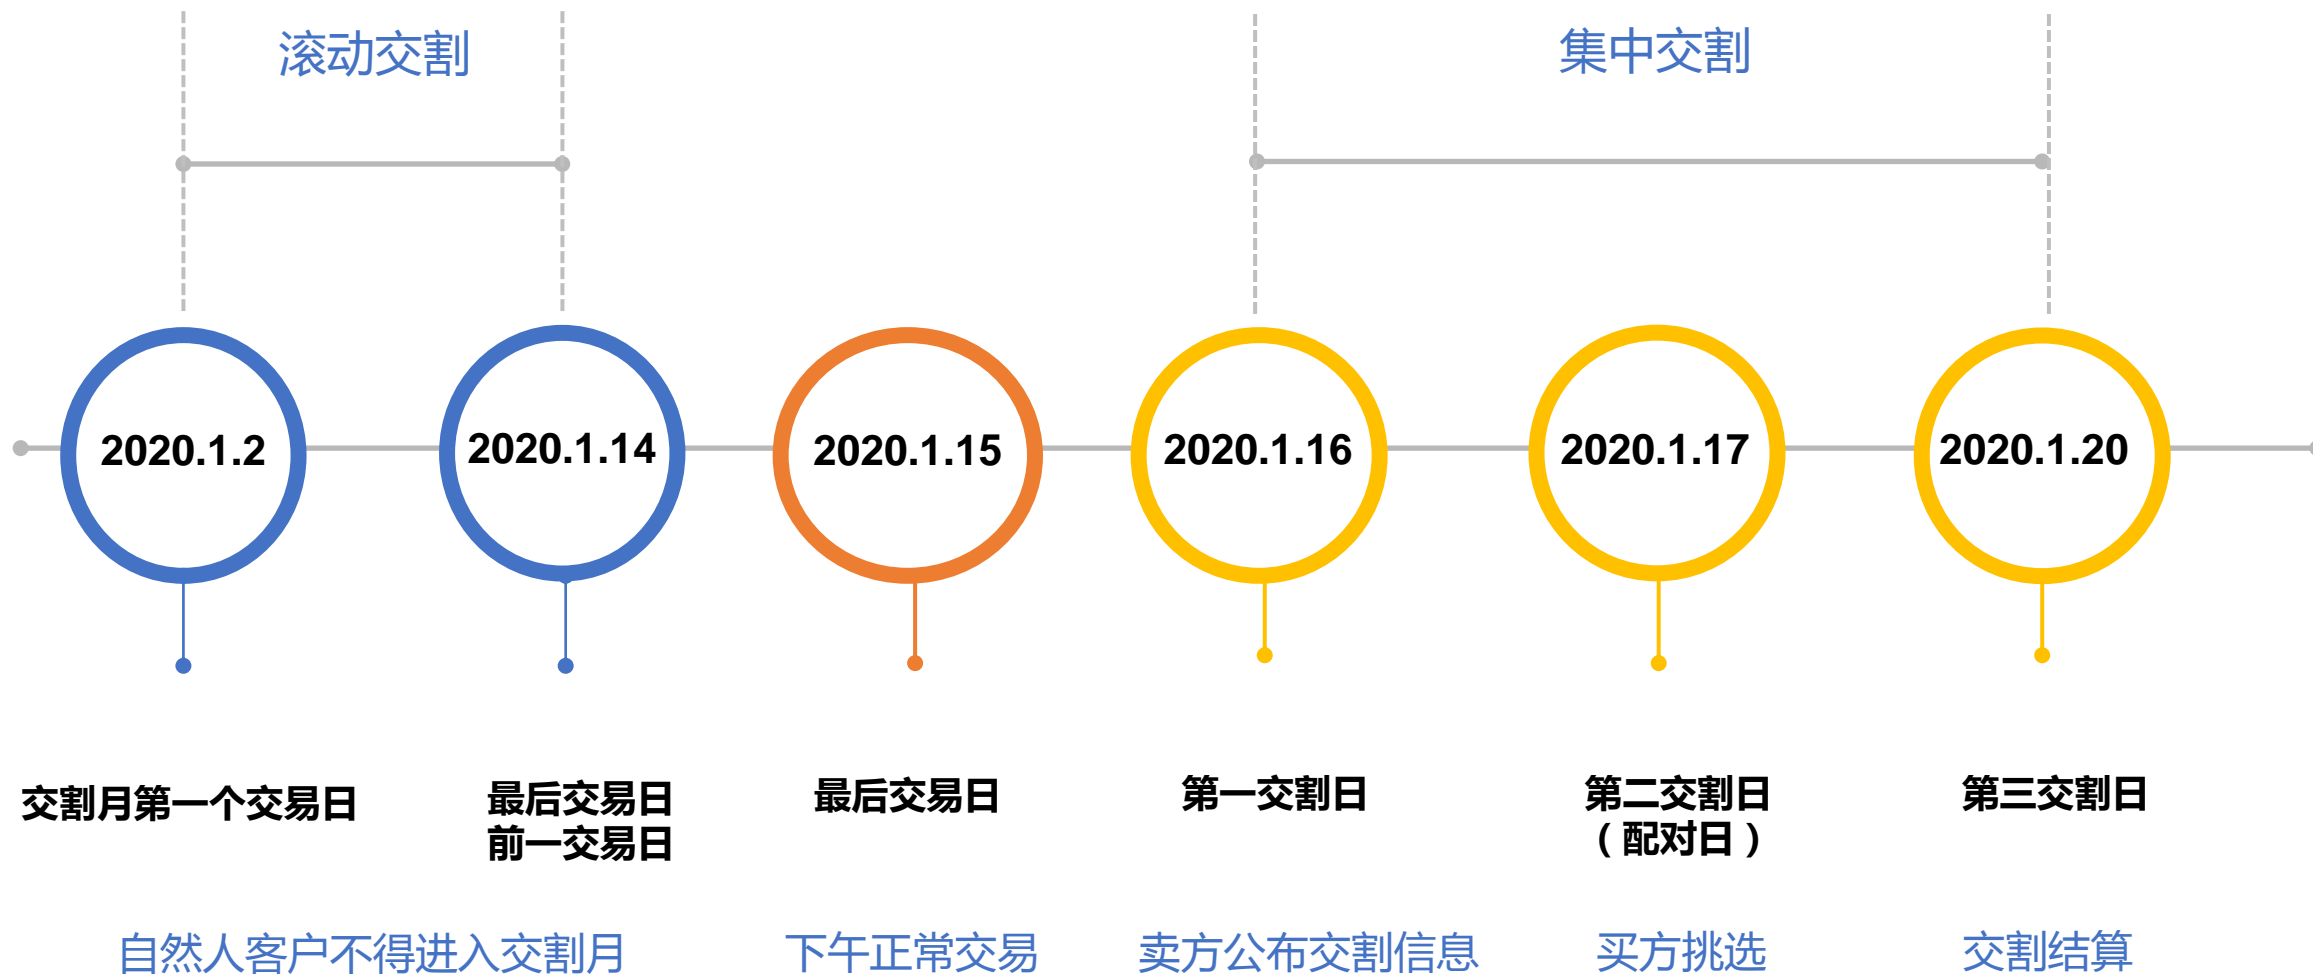 滚动交割
集中交割
2020.1.2
2020.1.14
2020.1.15
2020.1.16
2020.1.17
2020.1.20
交割月第一个交易日
最后交易日
前一交易日
最后交易日
第一交割日
第二交割日
（配对日）
第三交割日
自然人客户不得进入交割月
下午正常交易
卖方公布交割信息
买方挑选
交割结算